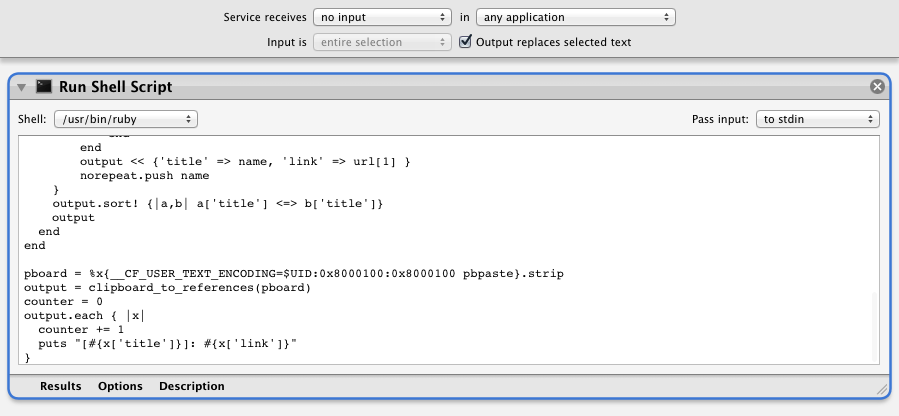 Service receives no input in any application
Input is entire selection Output replaces selected text
Run Shell Script
Shell: /usr/bin/ruby Pass input: to stdin
            end
        end
        output << {'title' => name, 'link' => url[1] }
        norepeat.push name
    }
    output.sort! {|a,b| a['title'] <=> b['title']}
    output
  end
end

pboard = %x{__CF_USER_TEXT_ENCODING=$UID:0x8000100:0x8000100 pbpaste}.strip
output = clipboard_to_references(pboard)
counter = 0
output.each { |x|
  counter += 1
  puts "[#{x['title']}]: #{x['link']}"
}
Results Options Description